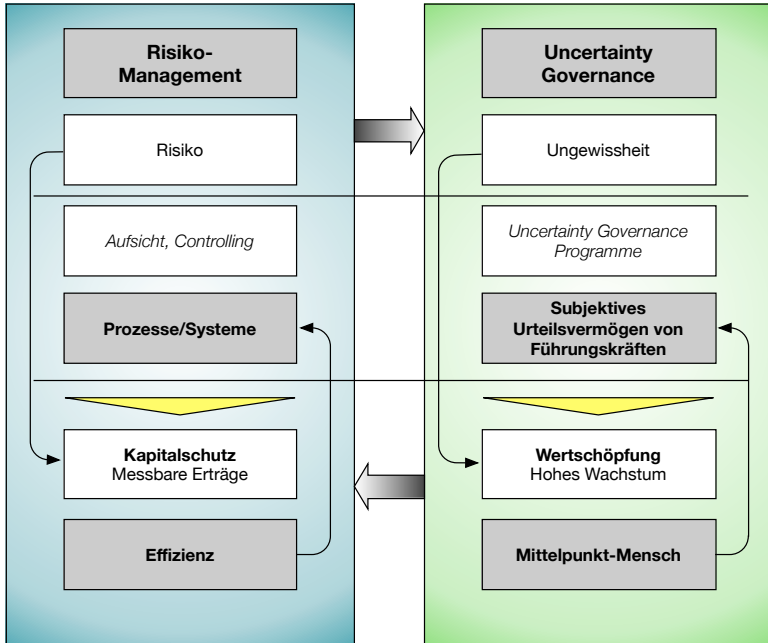 Risiko-
Management
Risiko
Aufsicht, Controlling
Prozesse/Systeme
Kapitalschutz
Messbare Erträge
Effizienz
Uncertainty
Governance
Ungewissheit
Uncertainty Governance
Programme
Subjektives
Urteilsvermögen von
Führungskräften
Wertschöpfung
Hohes Wachstum
Mittelpunkt-Mensch